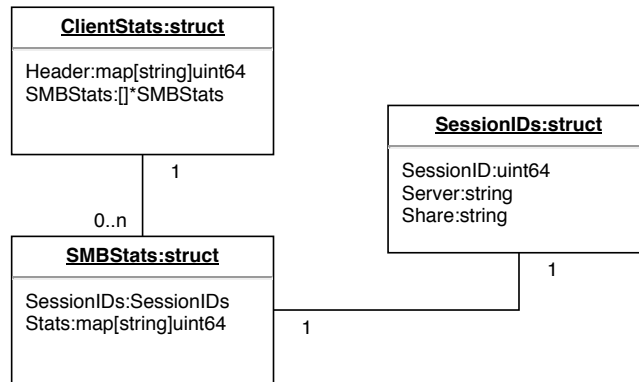 ClientStats:struct
Header:map[string]uint64
SMBStats:[]*SMBStats
1
0..n
SMBStats:struct
SessionIDs:SessionIDs
Stats:map[string]uint64
1
SessionIDs:struct
SessionID:uint64
Server:string
Share:string
1